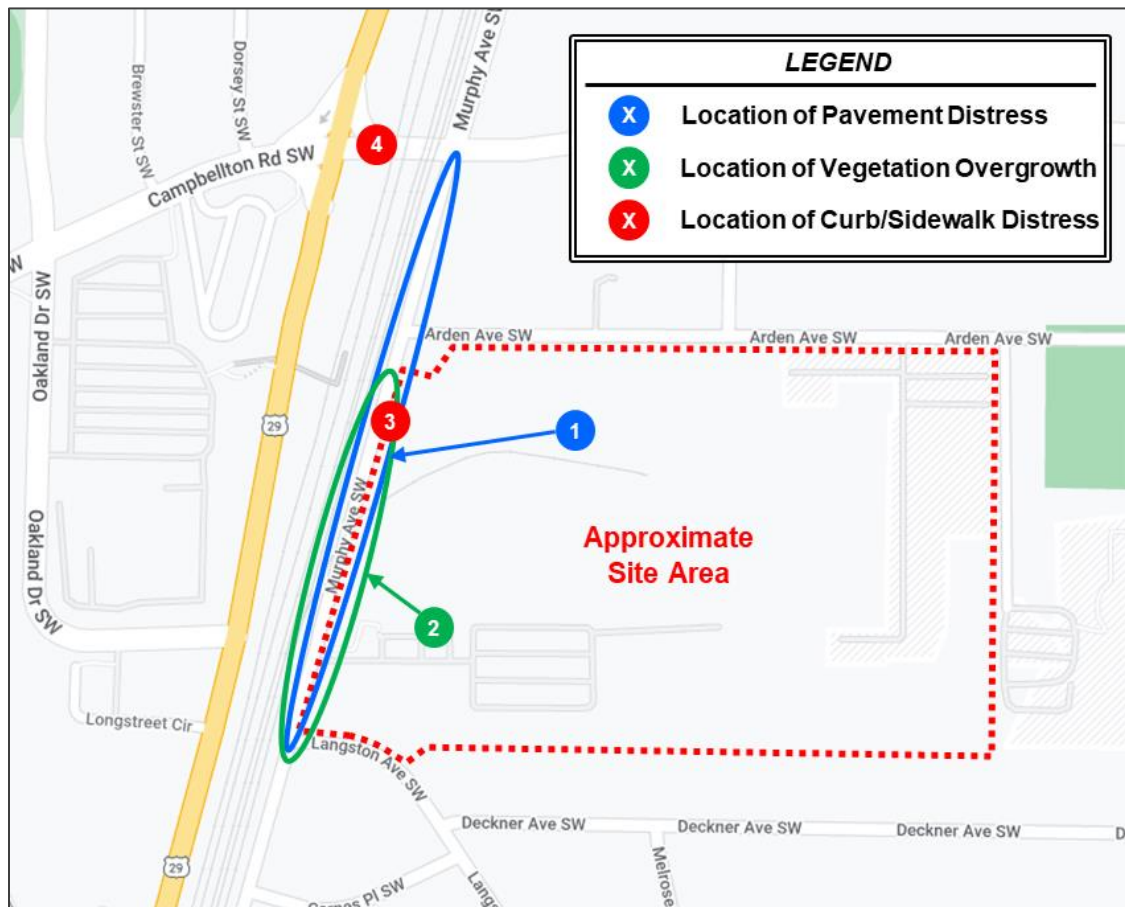 LEGEND
X Location of Pavement Distress
X Location of Vegetation Overgrowth
X Location of Curb/Sidewalk Distress
Brewster St SW
Dorsey St SW
Murphy Ave S
4
Campbellton Rd SW
W
Oakland Dr SW
Arden Ave SW
Arden Ave SW
Arden Ave SW
29
3
1
Murphy Ave SW
Approximate
Site Area
Oakland Dr SW
2
Longstreet Cir
Langston Ave SW
Deckner Ave SW
Deckner Ave SW
Deckner Ave SW
D
29
Melrose
Langs
Pl SW